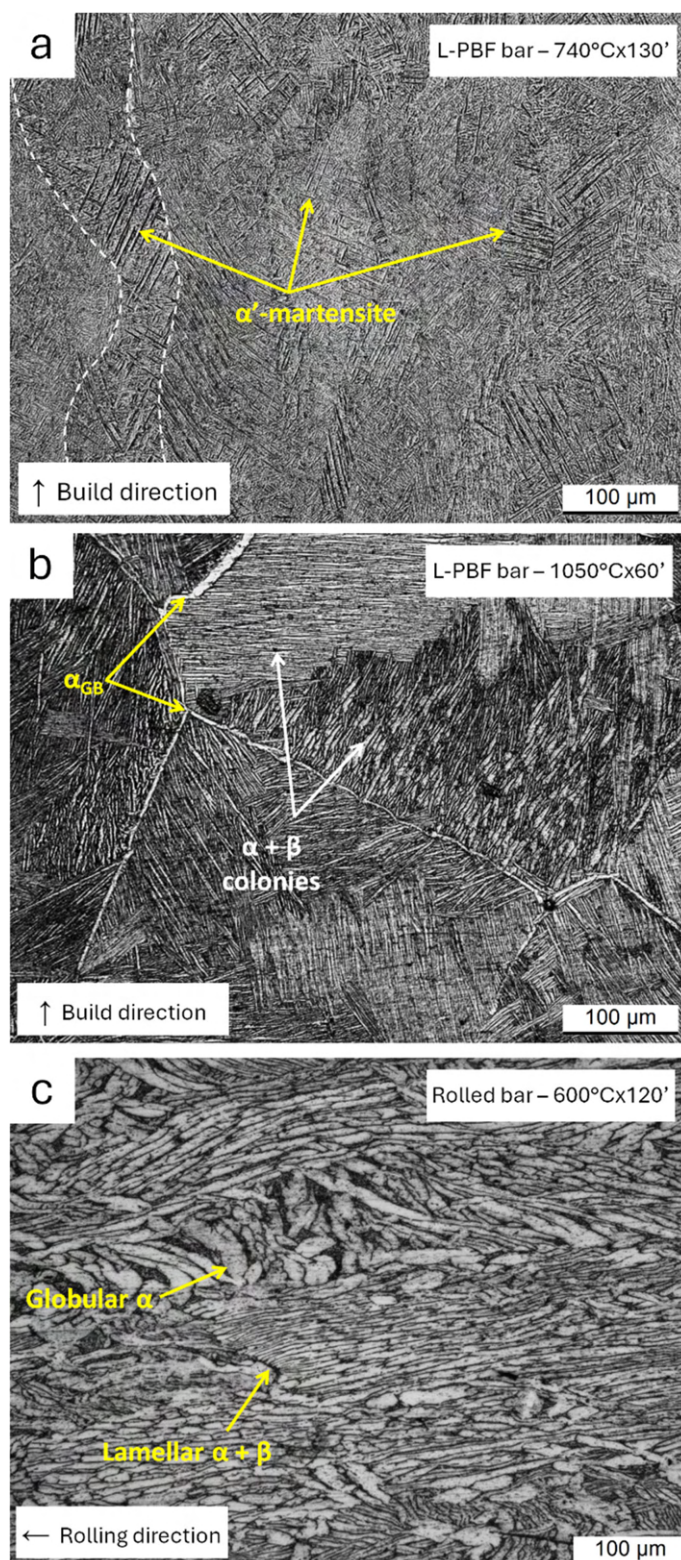 a
L-PBF bar – 740°Cx130’
α’-martensite
↑ Build direction
100 µm
b
L-PBF bar – 1050°Cx60’
αGB
α + β
colonies
↑ Build direction
100 µm
c
Rolled bar – 600°Cx120’
Globular α
Lamellar α + β
← Rolling direction
100 µm